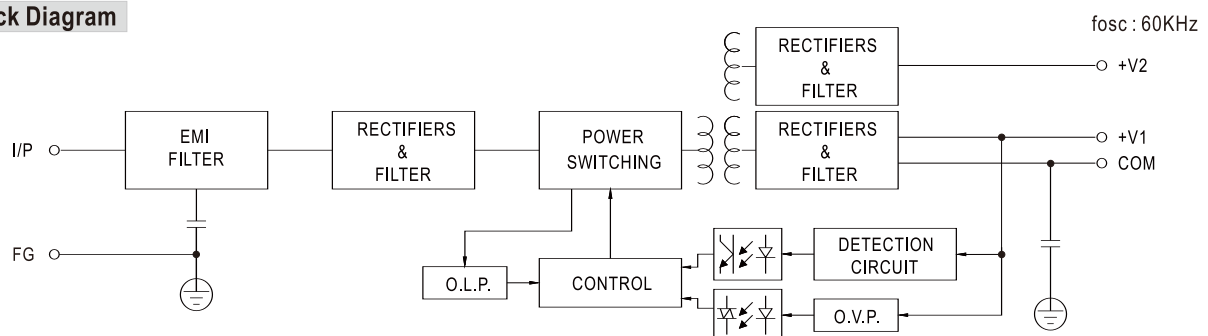 ck Diagram
fosc : 60KHz
RECTIFIERS
&
FILTER
+V2
I/P
EMI
FILTER
RECTIFIERS
&
FILTER
POWER
SWITCHING
RECTIFIERS
&
FILTER
+V1
COM
FG
O.L.P.
CONTROL
DETECTION
CIRCUIT
O.V.P.